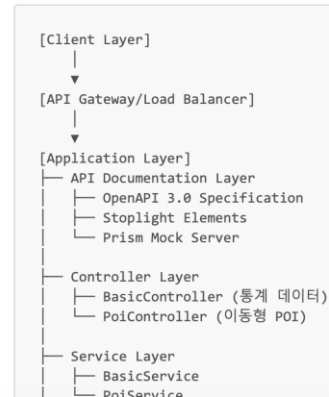 [Client Layer]
│
▼
[API Gateway/Load Balancer]
│
▼
[Application Layer]
├── API Documentation Layer
│   ├── OpenAPI 3.0 Specification
│   ├── Stoplight Elements
│   └── Prism Mock Server
│
├── Controller Layer
│   ├── BasicController (통계 데이터)
│   └── PoiController (이동형 POI)
│
├── Service Layer
│   ├── BasicService
│   └── PoiService